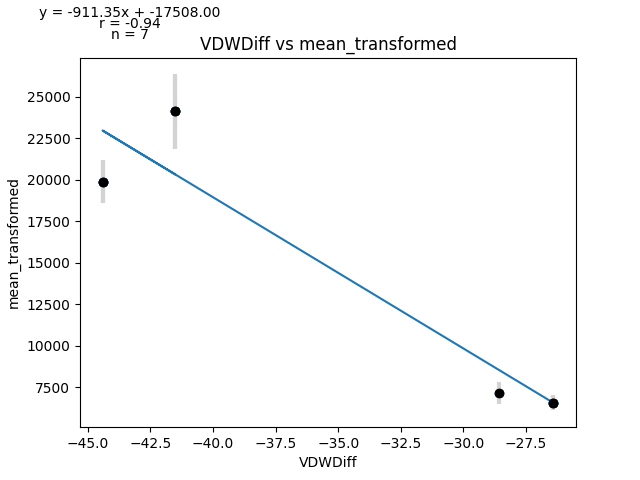 y = -911.35x + -17508.00
r = -0.94
n = 7
VDWDiff vs mean_transformed
mean_transformed
25000
22500
20000
17500
15000
12500
10000
7500
−45.0 −42.5 −40.0 −37.5 −35.0 −32.5 −30.0 −27.5
VDWDiff